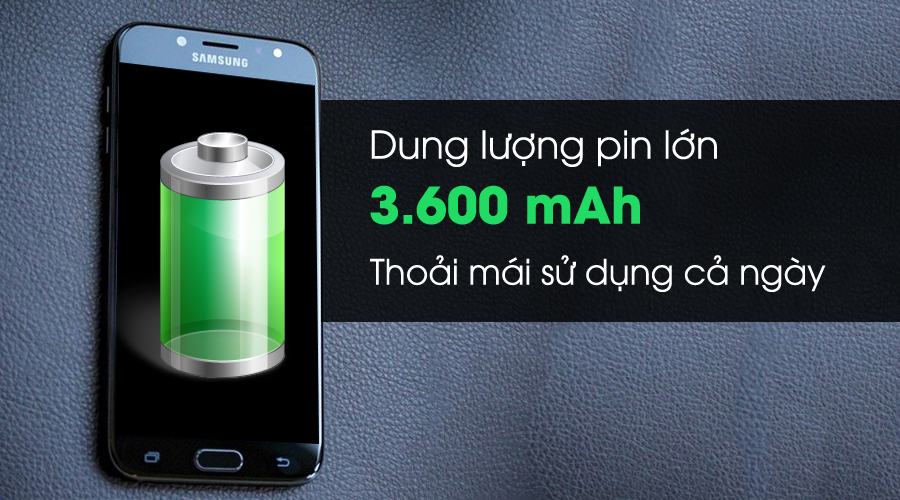 SAMSUNG
Dung lượng pin lớn
3.600 mAh
Thoải mái sử dụng cả ngày